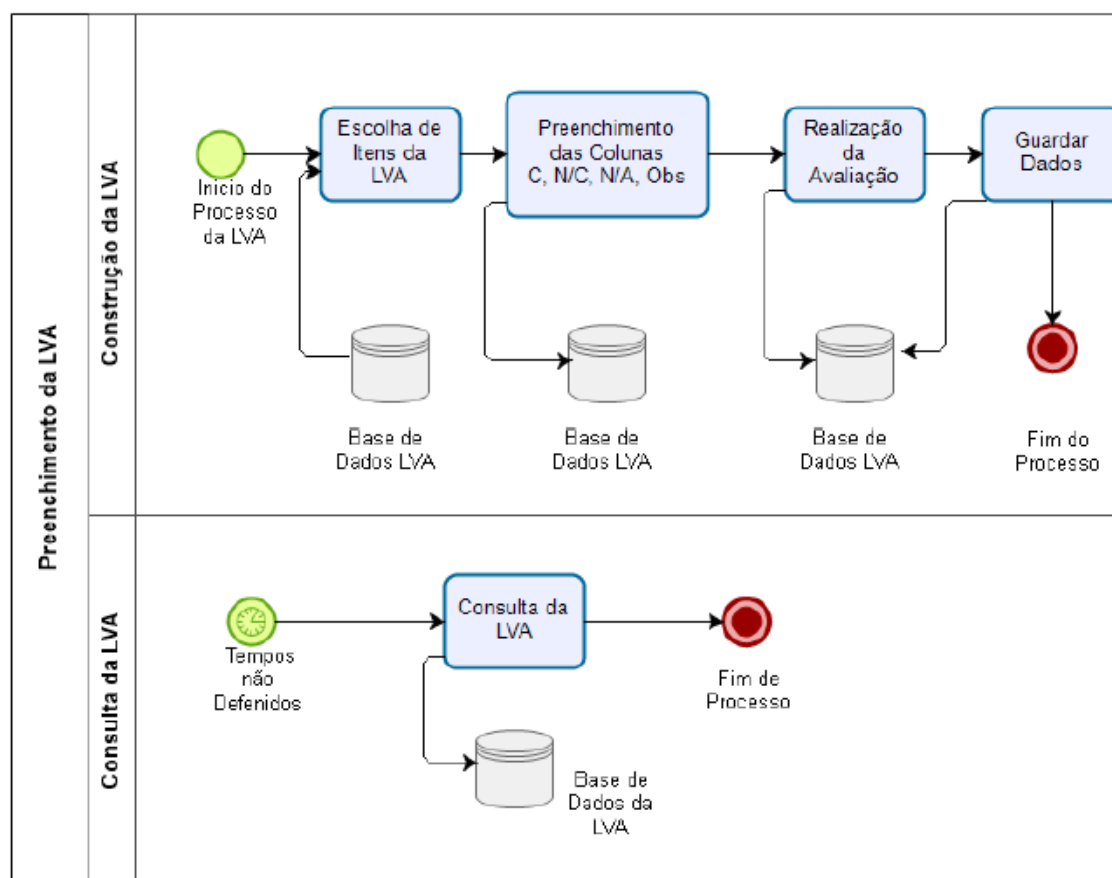 Preenchimento da LVA
Construção da LVA
Inicio do
Processo
da LVA
Escolha de
Itens da
LVA
Preenchimento
das Colunas
C, N/C, N/A, Obs
Realização
da
Avaliação
Guardar
Dados
Base de
Dados LVA
Base de
Dados LVA
Base de
Dados LVA
Fim do
Processo
Consulta da LVA
Tempos
não
Defenidos
Consulta da
LVA
Fim de
Processo
Base de
Dados da
LVA